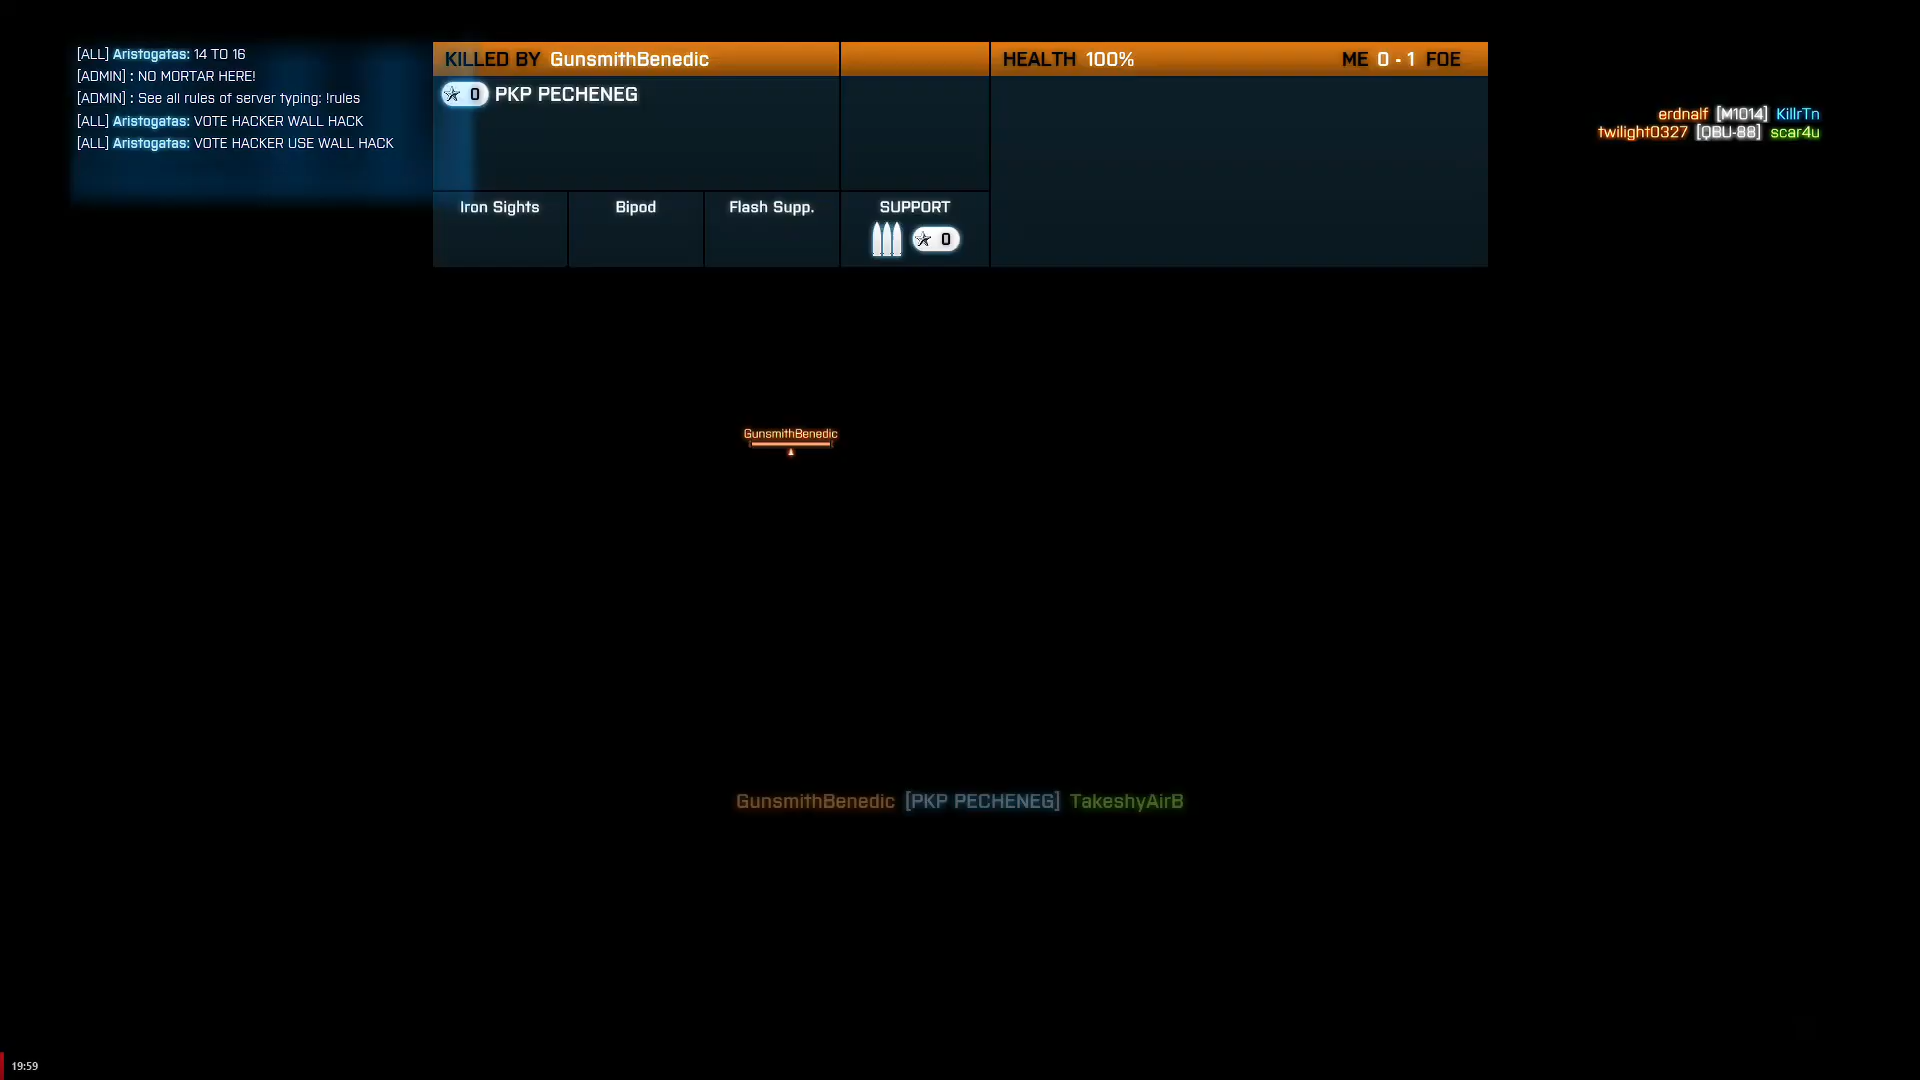 [ALL] Aristogatas: 14 TO 16
[ADMIN] : NO MORTAR HERE!
[ADMIN] : See all rules of server typing: !rules
[ALL] Aristogatas: VOTE HACKER WALL HACK
[ALL] Aristogatas: VOTE HACKER USE WALL HACK
KILLED BY GunsmithBenedic
HEALTH 100%
ME 0 - 1 FOE
0 PKP PECHENEG
Iron Sights
Bipod
Flash Supp.
SUPPORT
0
erdnalf [M1014] KillrTn
twilight0327 [QBU-88] scar4u
GunsmithBenedic
GunsmithBenedic [PKP PECHENEG] TakeshyAirB
19:59